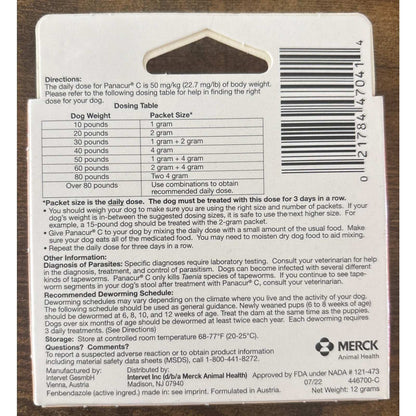 Directions:
The daily dose for Panacur® C is 50 mg/kg (22.7 mg/lb) of body weight.
Please refer to the following dosing table for help in finding the right
dose for your dog.
Dosing Table
Dog Weight Packet Size*
10 pounds 1 gram
20 pounds 2 gram
30 pounds 1 gram + 2 gram
40 pounds 4 gram
50 pounds 1 gram + 4 gram
60 pounds 2 gram + 4 gram
80 pounds Two 4 gram
Over 80 pounds Use combinations to obtain
recommended daily dose.
0 21784 47041 4
*Packet size is the daily dose. The dog must be treated with this dose for 3 days in a row.
• You should weigh your dog to make sure you are using the right size and number of packets. If your
dog's weight is in-between the suggested dosing sizes, it is safe to use the next higher size. For
example, a 15-pound dog should be treated with the 2-gram packet.
• Give Panacur® C to your dog by mixing the daily dose with a small amount of the usual food. Make
sure your dog eats all of the medicated food. You may need to moisten dry dog food to aid mixing.
• Repeat the daily dose for three days in a row.
Other Information:
Diagnosis of Parasites: Specific diagnoses require laboratory testing. Consult your veterinarian for help
in the diagnosis, treatment, and control of parasitism. Dogs can become infected with several different
kinds of tapeworms. Panacur® C only kills Taenia species of tapeworms. If you continue to see tape-
worm segments in your dog's stool after treatment with Panacur® C, consult your veterinarian.
Recommended Deworming Schedule:
Deworming schedules may vary depending on the climate where you live and the activity of your dog.
The following schedule should be used as general guidance. Newly weaned pups (6 to 8 weeks of age)
should be dewormed at 6, 8, 10, and 12 weeks of age. Treat the dam at the same time as the puppies.
Dogs over six months of age should be dewormed at least twice each year. Each deworming requires
3 days of treatment. (See Directions)
Storage: Store at controlled room temperature 68-77°F (20-25°C).
Questions? Comments?
To report a suspected adverse reaction or to obtain product information
including material safety data sheets (MSDS), call 1-800-441-8272.
MERCK
Animal Health
Manufactured by:
Intervet GesmbH
Vienna, Austria
Distributed by:
Intervet Inc (d/b/a Merck Animal Health)
Madison, NJ 07940
Approved by FDA under NADA # 121-473
07/22 446700-C
Fenbendazole (active ingred.) made in: see imprint. Formulated in Austria.
Net Weight: 12 grams